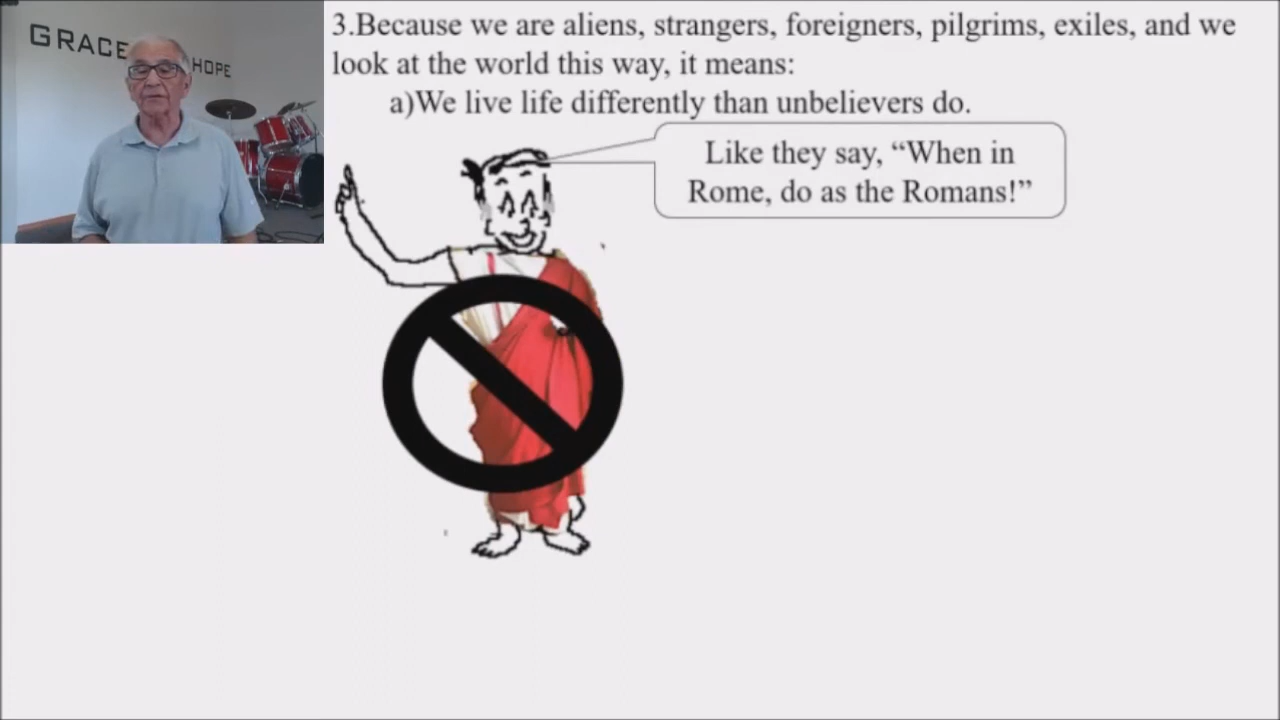 GRACE HOPE
3.Because we are aliens, strangers, foreigners, pilgrims, exiles, and we
look at the world this way, it means:
a)We live life differently than unbelievers do.
Like they say, “When in
Rome, do as the Romans!”